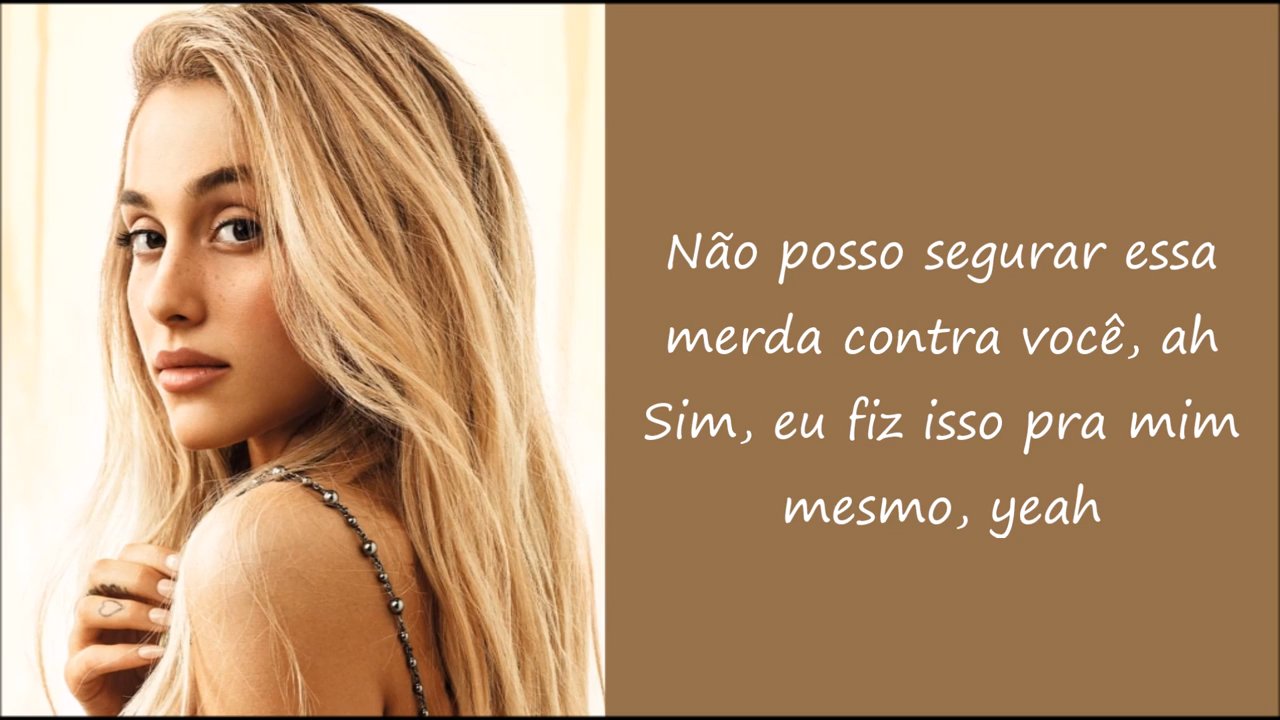 Não posso segurar essa
merda contra você, ah
Sim, eu fiz isso pra mim
mesmo, yeah